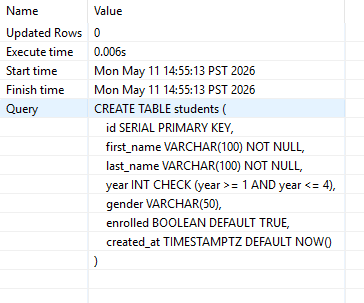 Name Value
Updated Rows 0
Execute time 0.006s
Start time Mon May 11 14:55:13 PST 2026
Finish time Mon May 11 14:55:13 PST 2026
Query CREATE TABLE students (
id SERIAL PRIMARY KEY,
first_name VARCHAR(100) NOT NULL,
last_name VARCHAR(100) NOT NULL,
year INT CHECK (year >= 1 AND year <= 4),
gender VARCHAR(50),
enrolled BOOLEAN DEFAULT TRUE,
created_at TIMESTAMPTZ DEFAULT NOW()
)